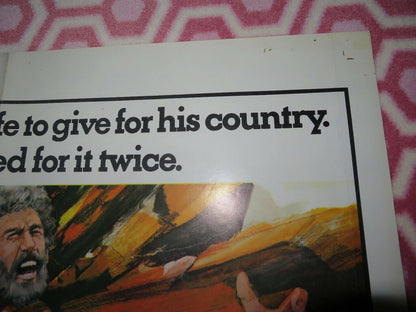 fe to give for his country.
ed for it twice.